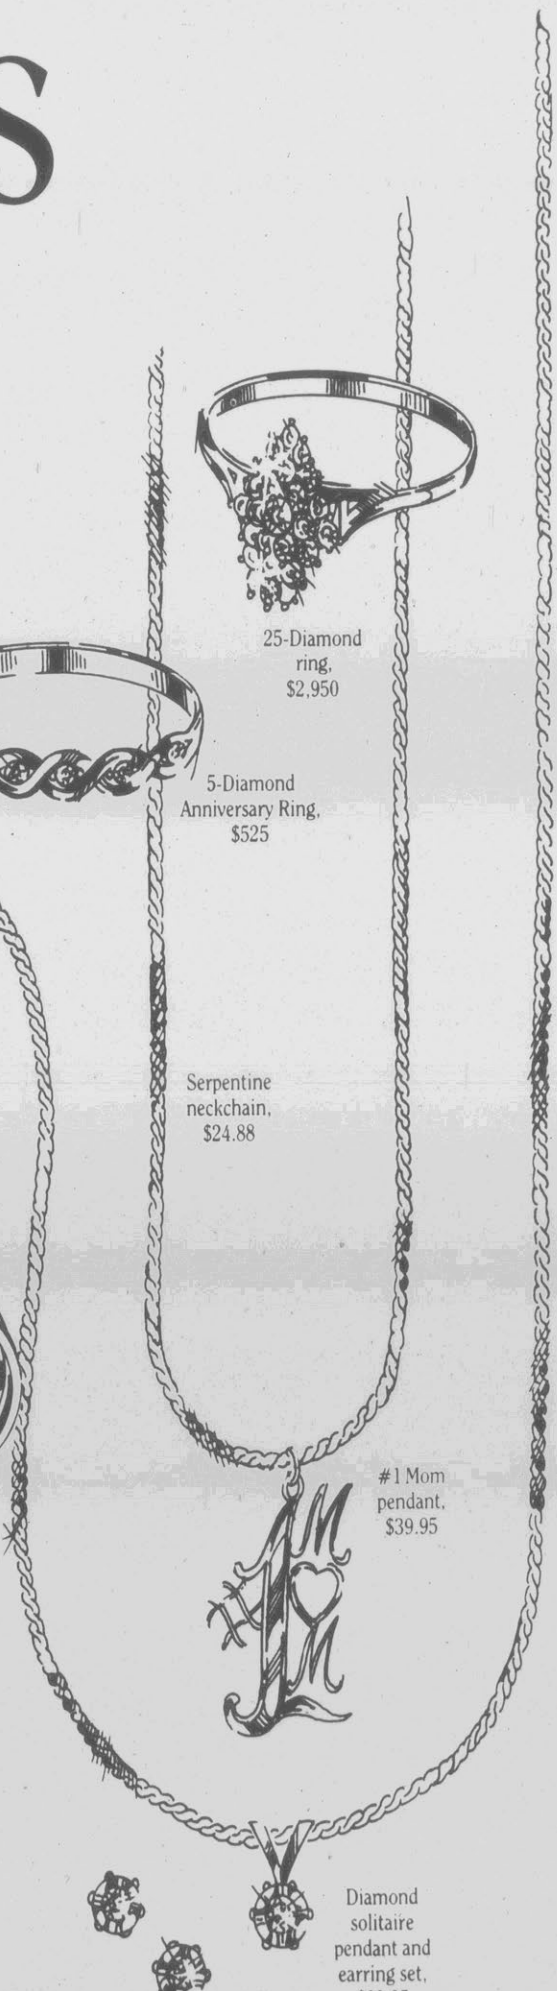 S
25-Diamond
ring,
$2,950
5-Diamond
Anniversary Ring,
$525
Serpentine
neckchain,
$24.88
#1 Mom
pendant,
$39.95
#1
M
M
Diamond
solitaire
pendant and
earring set,